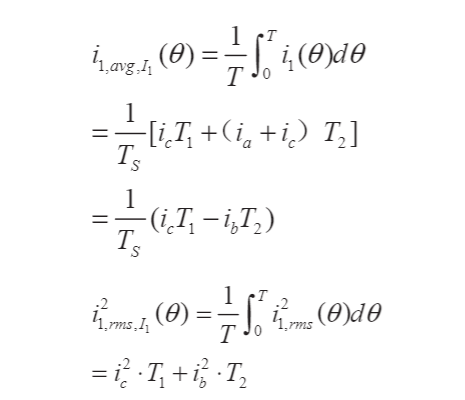 i_{1,avg,I_1}(θ) = \frac{1}{T} ∫_0^T i_1(θ)dθ
= \frac{1}{T_S} [i_c T_1 + (i_a + i_c) T_2]
= \frac{1}{T_S} (i_c T_1 − i_b T_2)
i^2_{1,rms,I_1}(θ) = \frac{1}{T} ∫_0^T i^2_{1,rms}(θ)dθ
= i_c^2 · T_1 + i_b^2 · T_2